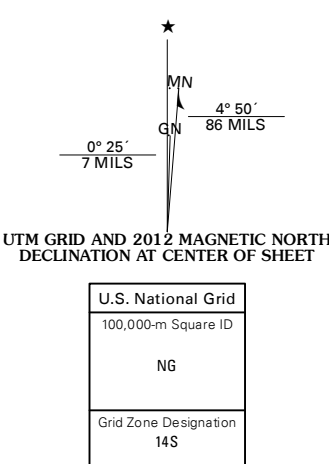 ★
MN
GN
4° 50´
86 MILS
0° 25´
7 MILS
UTM GRID AND 2012 MAGNETIC NORTH
DECLINATION AT CENTER OF SHEET
U.S. National Grid
100,000-m Square ID
NG
Grid Zone Designation
14S